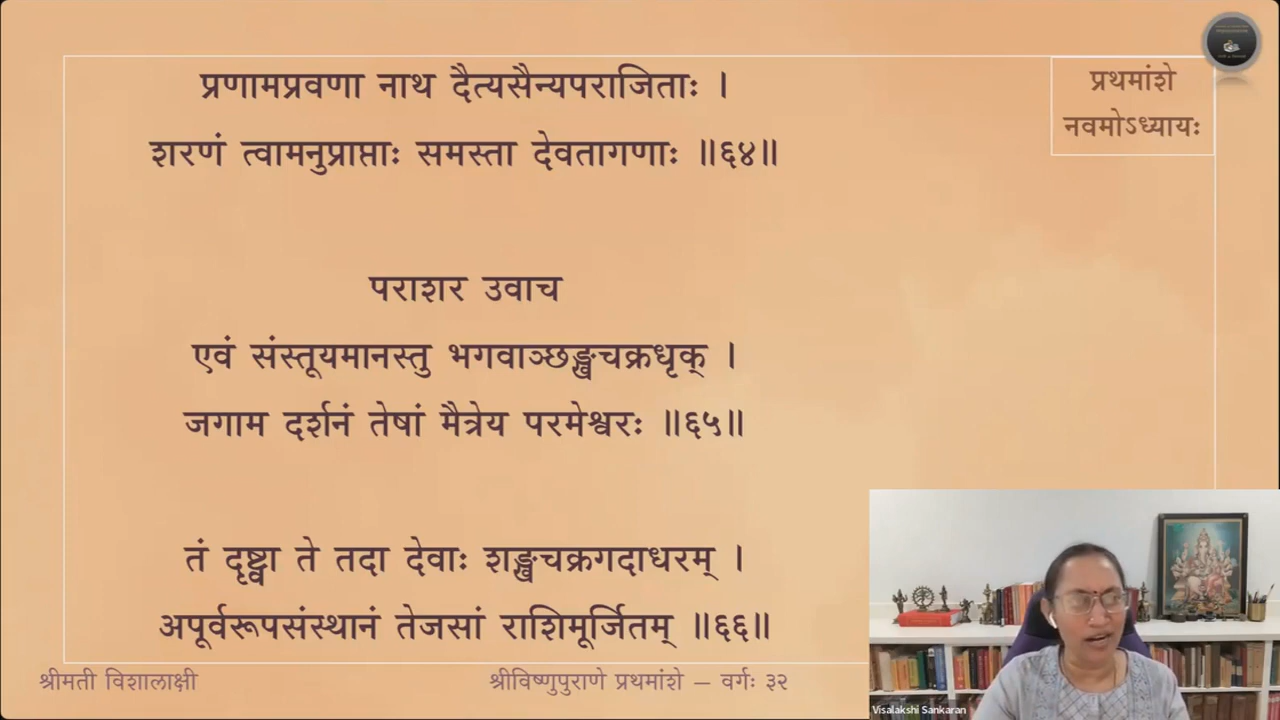 प्रणामप्रवणा नाथ दैत्यसैन्यपराजिताः ।
शरणं त्वामनुप्राप्ताः समस्ता देवतागणाः ॥६४॥
प्रथमांशे
नवमोऽध्यायः
पराशर उवाच
एवं संस्तूयमानस्तु भगवाञ्छङ्खचक्रधृक् ।
जगाम दर्शनं तेषां मैत्रेय परमेश्वरः ॥६५॥
तं दृष्ट्वा ते तदा देवाः शङ्खचक्रगदाधरम् ।
अपूर्वरूपसंस्थानं तेजसां राशिमूर्जितम् ॥६६॥
श्रीमती विशालाक्षी
श्रीविष्णुपुराणे प्रथमांशे – वर्गः ३२
Visalakshi Sankaran